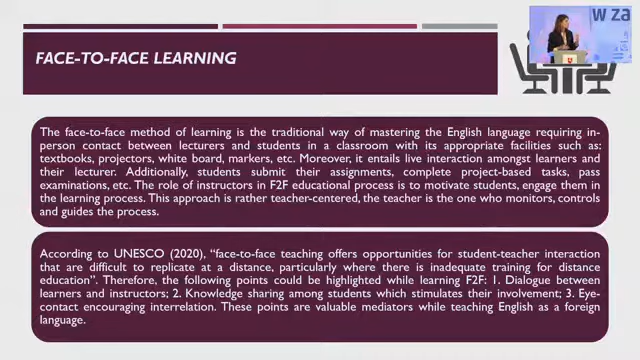 w za
FACE-TO-FACE LEARNING
The face-to-face method of learning is the traditional way of mastering the English language requiring in-
person contact between lecturers and students in a classroom with its appropriate facilities such as:
textbooks, projectors, white board, markers, etc. Moreover, it entails live interaction amongst learners and
their lecturer. Additionally, students submit their assignments, complete project-based tasks, pass
examinations, etc. The role of instructors in F2F educational process is to motivate students, engage them in
the learning process. This approach is rather teacher-centered, the teacher is the one who monitors, controls
and guides the process.
According to UNESCO (2020), “face-to-face teaching offers opportunities for student-teacher interaction
that are difficult to replicate at a distance, particularly where there is inadequate training for distance
education”. Therefore, the following points could be highlighted while learning F2F: 1. Dialogue between
learners and instructors; 2. Knowledge sharing among students which stimulates their involvement; 3. Eye-
contact encouraging interrelation. These points are valuable mediators while teaching English as a foreign
language.